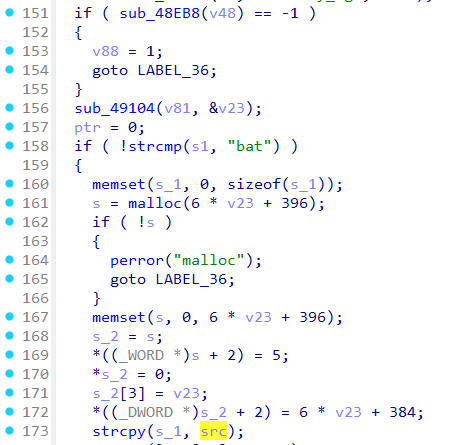 151 if ( sub_48EB8(v48) == -1 )
152 {
153 v88 = 1;
154 goto LABEL_36;
155 }
156 sub_49104(v81, &v23);
157 ptr = 0;
158 if ( !strcmp(s1, "bat") )
159 {
160 memset(s_1, 0, sizeof(s_1));
161 s = malloc(6 * v23 + 396);
162 if ( !s )
163 {
164 perror("malloc");
165 goto LABEL_36;
166 }
167 memset(s, 0, 6 * v23 + 396);
168 s_2 = s;
169 *((_WORD *)s + 2) = 5;
170 *s_2 = 0;
171 s_2[3] = v23;
172 *((_DWORD *)s_2 + 2) = 6 * v23 + 384;
173 strcpy(s_1, src);